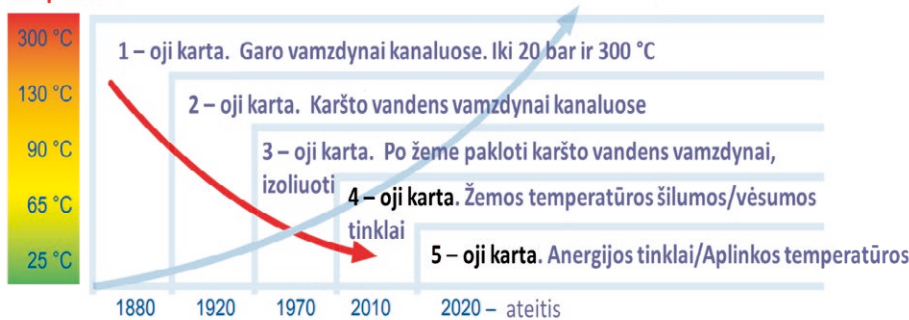 300 °C
1 – oji karta. Garo vamzdynai kanaluose. Iki 20 bar ir 300 °C
130 °C
2 – oji karta. Karšto vandens vamzdynai kanaluose
90 °C
3 – oji karta. Po žeme pakloti karšto vandens vamzdynai,
izoliuoti
65 °C
4 – oji karta. Žemos temperatūros šilumos/vėsumos
tinklai
25 °C
5 – oji karta. Anergijos tinklai/Aplinkos temperatūros
1880
1920
1970
2010
2020 – ateitis